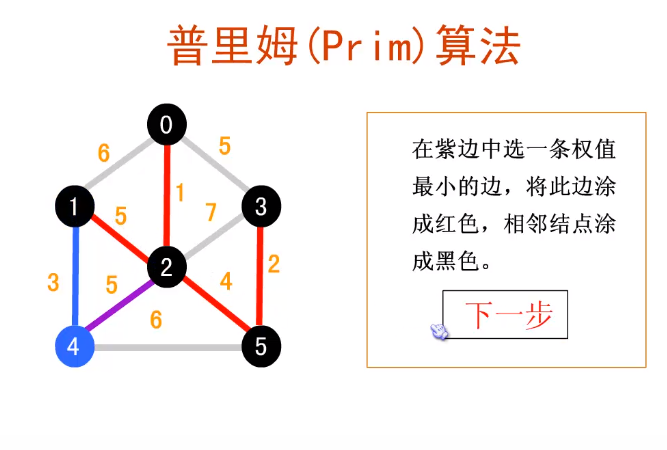 普里姆(Prim)算法
0
6
5
1
1
5
7
3
在紫边中选一条权值
最小的边，将此边涂
成红色，相邻结点涂
成黑色。
下一步
2
3
5
4
2
6
4
5